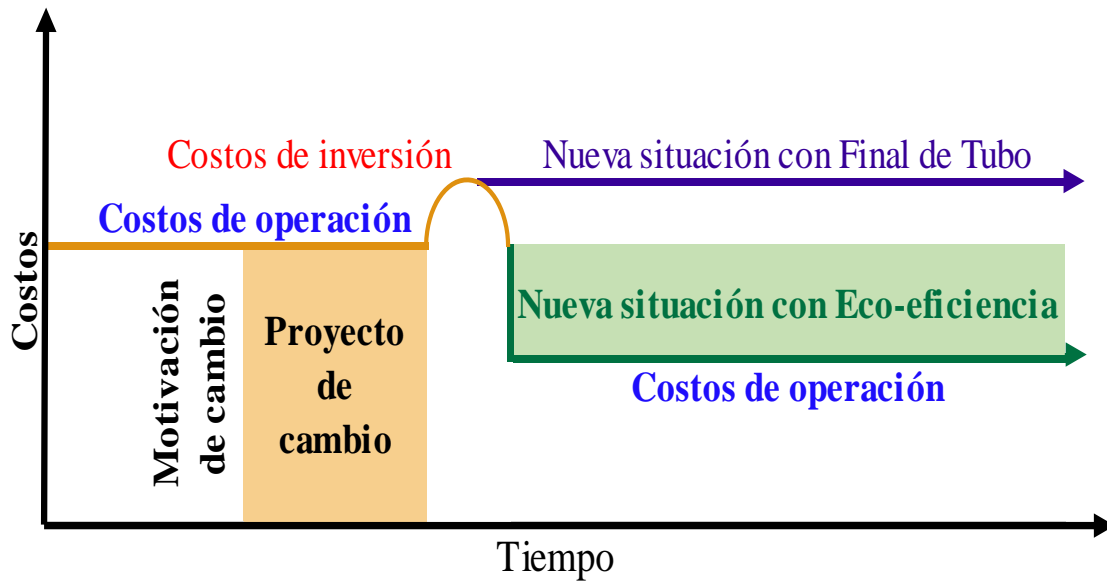 Costos de inversión
Nueva situación con Final de Tubo
Costos de operación
Costos
Motivación
de cambio
Proyecto
de
cambio
Nueva situación con Eco-eficiencia
Costos de operación
Tiempo